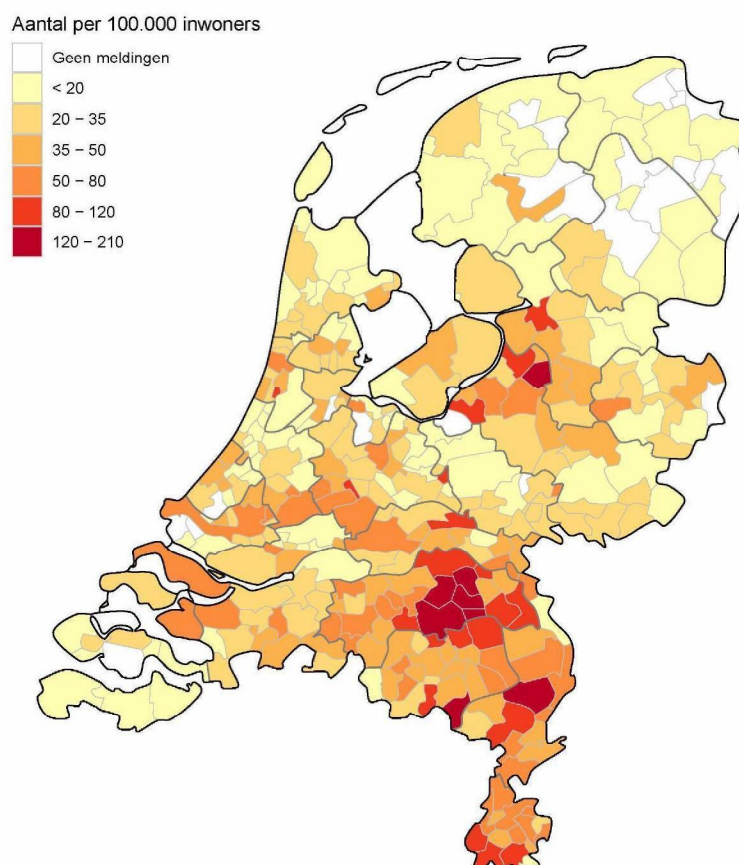 Aantal per 100.000 inwoners
Geen meldingen
< 20
20 – 35
35 – 50
50 – 80
80 – 120
120 – 210